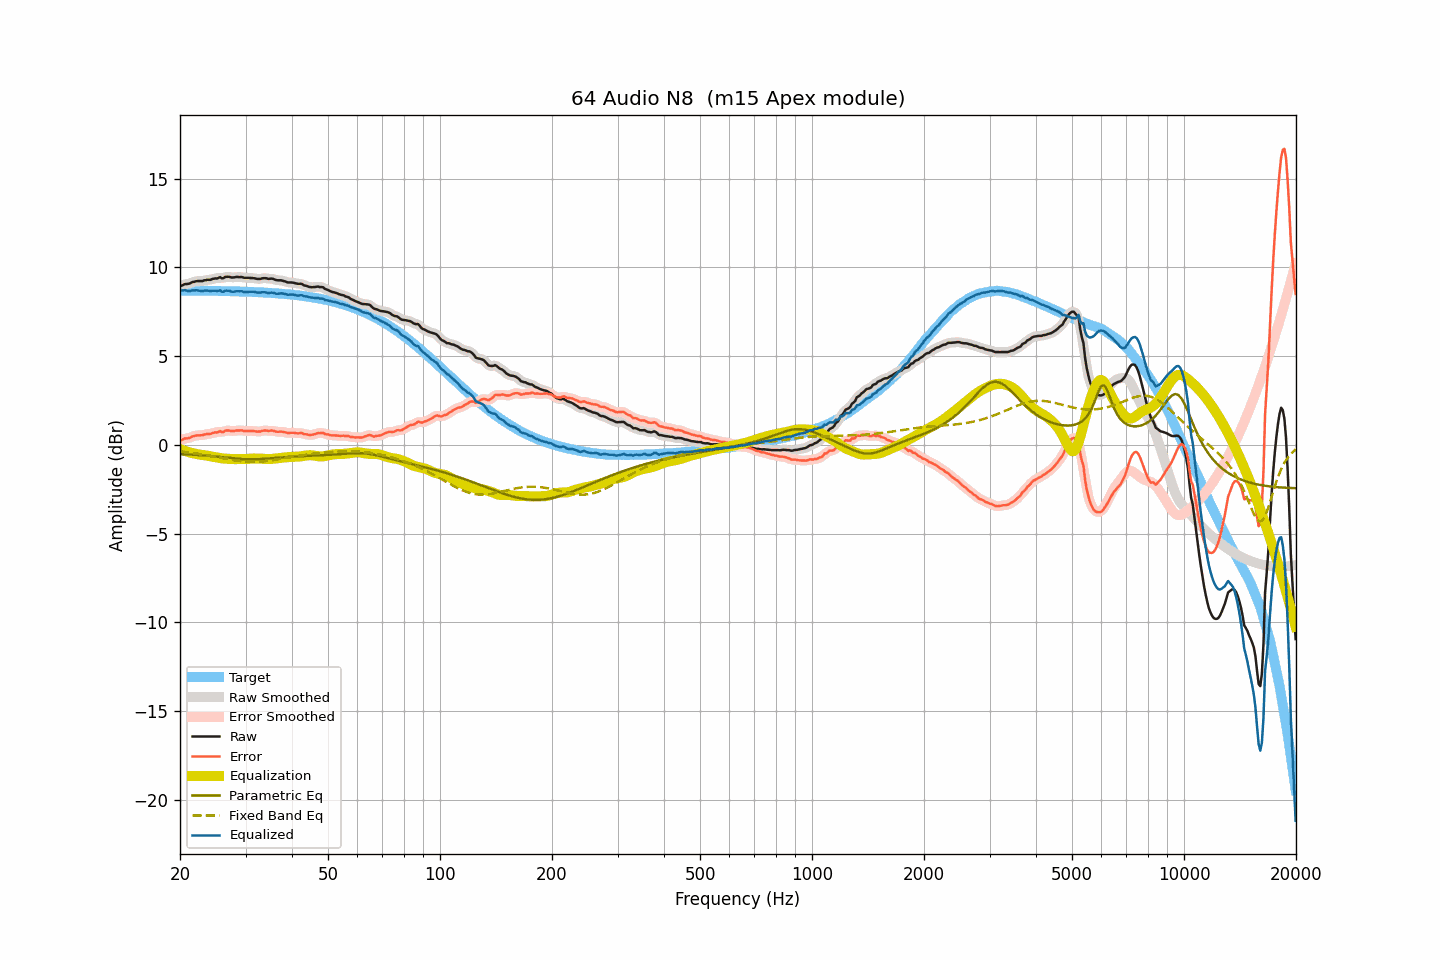 64 Audio N8  (m15 Apex module)
Amplitude (dBr)
15
10
5
0
−5
−10
−15
−20
Target
Raw Smoothed
Error Smoothed
Raw
Error
Equalization
Parametric Eq
Fixed Band Eq
Equalized
20 50 100 200 500 1000 2000 5000 10000 20000
Frequency (Hz)